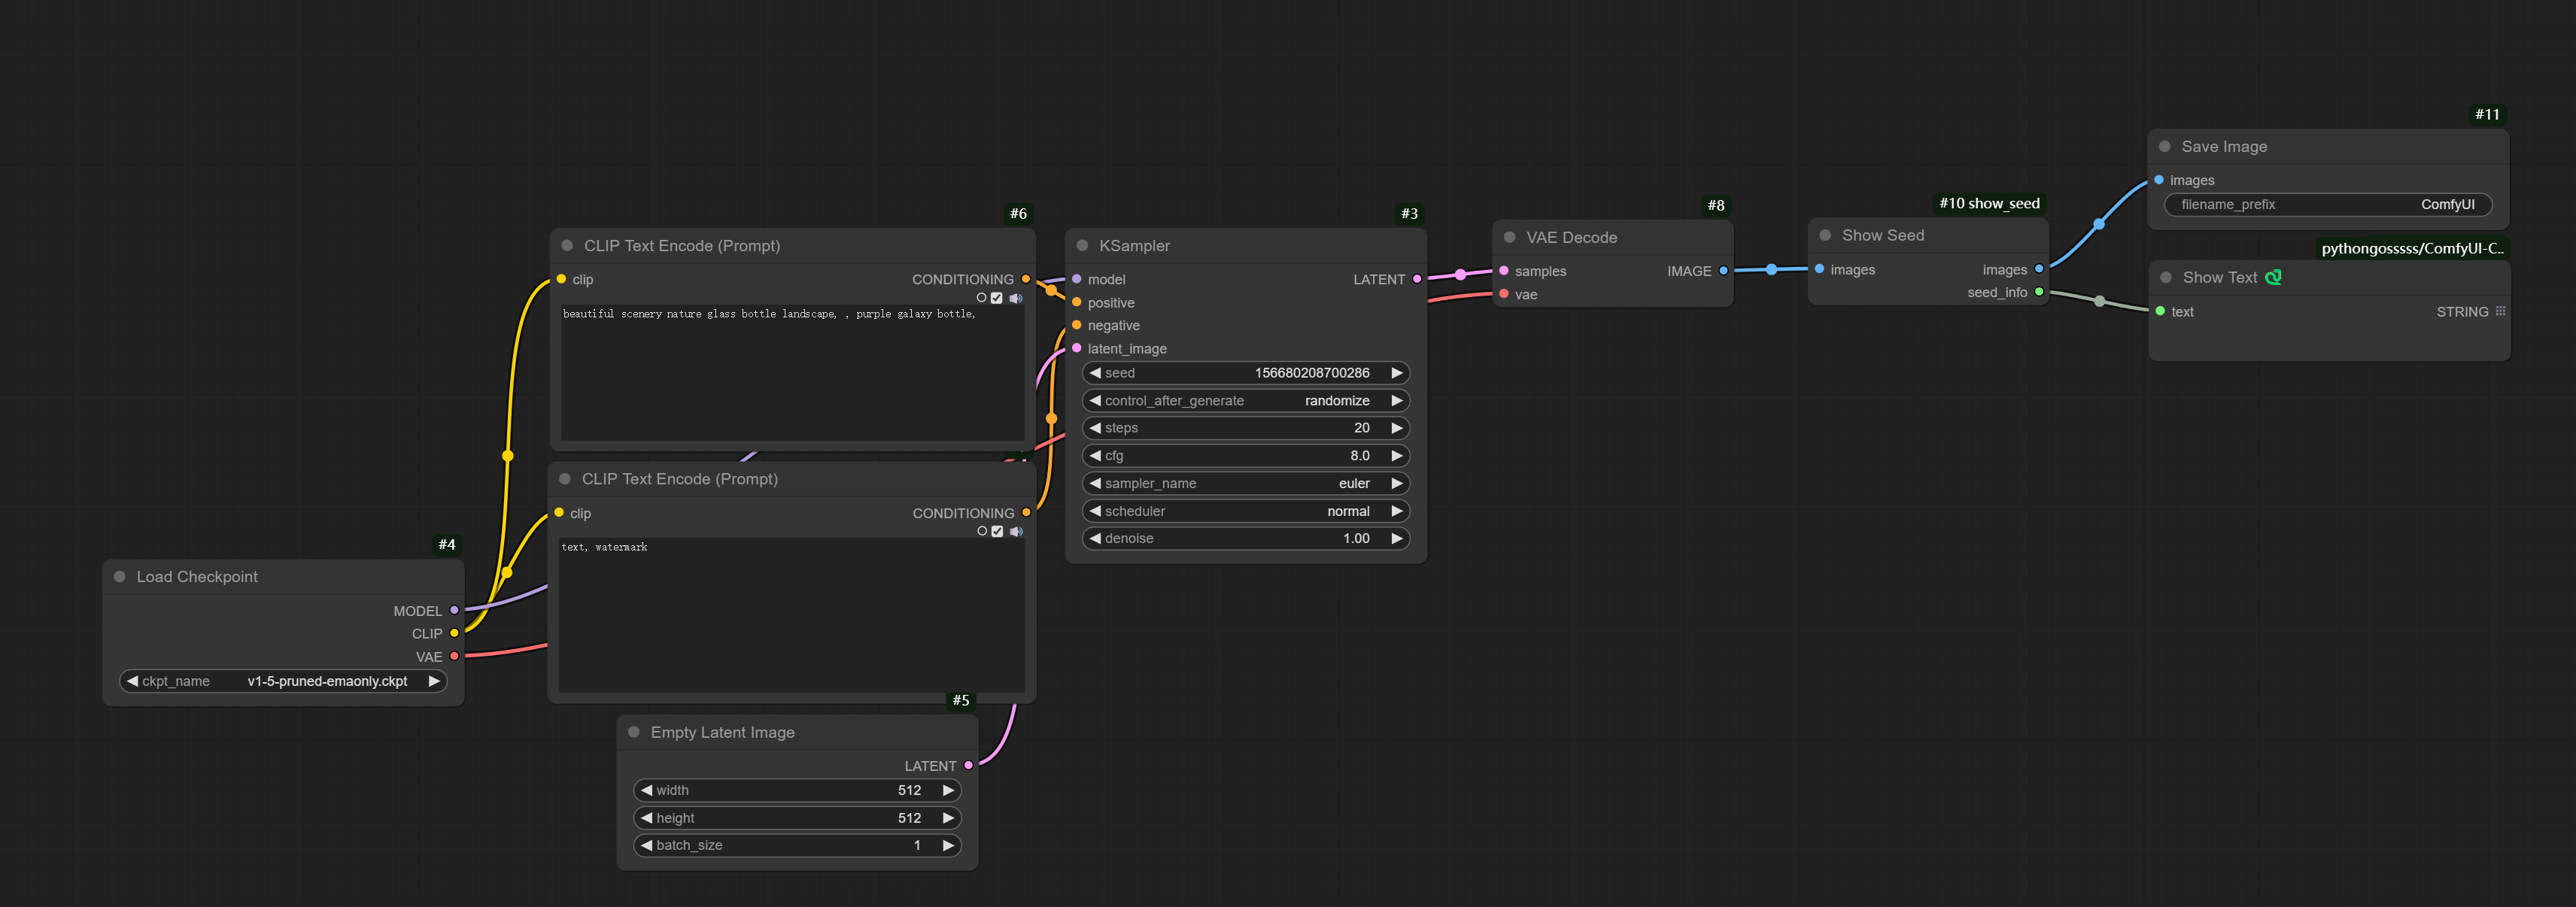 #4
Load Checkpoint
MODEL
CLIP
VAE
ckpt_name v1-5-pruned-emaonly.ckpt
#6
CLIP Text Encode (Prompt)
clip CONDITIONING
beautiful scenery nature glass bottle landscape, , purple galaxy bottle,
CLIP Text Encode (Prompt)
clip CONDITIONING
text, watermark
#5
Empty Latent Image
LATENT
width 512
height 512
batch_size 1
#3
KSampler
model LATENT
positive
negative
latent_image
seed 156680208700286
control_after_generate randomize
steps 20
cfg 8.0
sampler_name euler
scheduler normal
denoise 1.00
#8
VAE Decode
samples IMAGE
vae
#10 show_seed
Show Seed
images images
seed_info
#11
Save Image
images
filename_prefix ComfyUI
pythongosssss/ComfyUI-C..
Show Text
text STRING